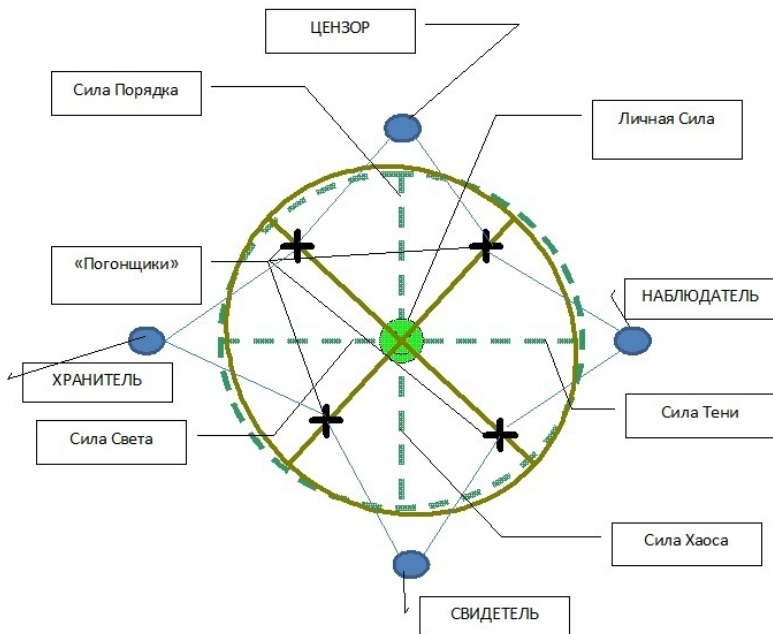 ЦЕНЗОР
Сила Порядка
Личная Сила
«Погонщики»
НАБЛЮДАТЕЛЬ
ХРАНИТЕЛЬ
Сила Тени
Сила Света
Сила Хаоса
СВИДЕТЕЛЬ